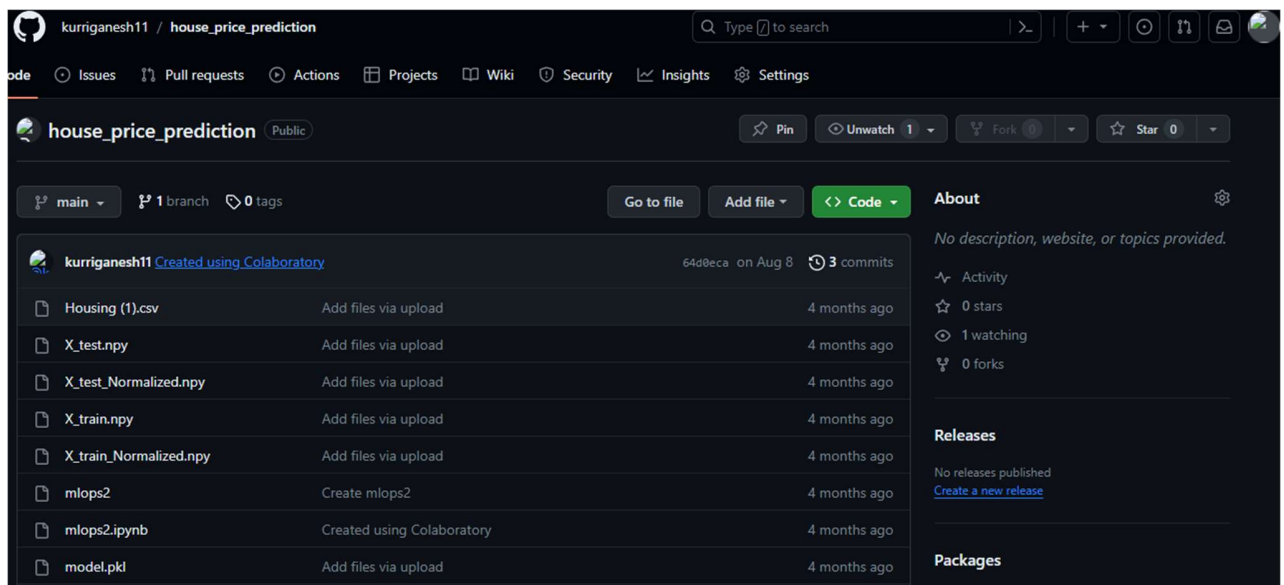 kurriganesh11 / house_price_prediction
Type / to search
ode Issues Pull requests Actions Projects Wiki Security Insights Settings
house_price_prediction Public
Pin Unwatch 1 Fork 0 Star 0
main 1 branch 0 tags Go to file Add file <> Code
About
No description, website, or topics provided.
kurriganesh11 Created using Colaboratory 64d0eca on Aug 8 3 commits
Housing (1).csv Add files via upload 4 months ago
X_test.npy Add files via upload 4 months ago
X_test_Normalized.npy Add files via upload 4 months ago
X_train.npy Add files via upload 4 months ago
X_train_Normalized.npy Add files via upload 4 months ago
mlops2 Create mlops2 4 months ago
mlops2.ipynb Created using Colaboratory 4 months ago
model.pkl Add files via upload 4 months ago
Activity
0 stars
1 watching
0 forks
Releases
No releases published
Create a new release
Packages